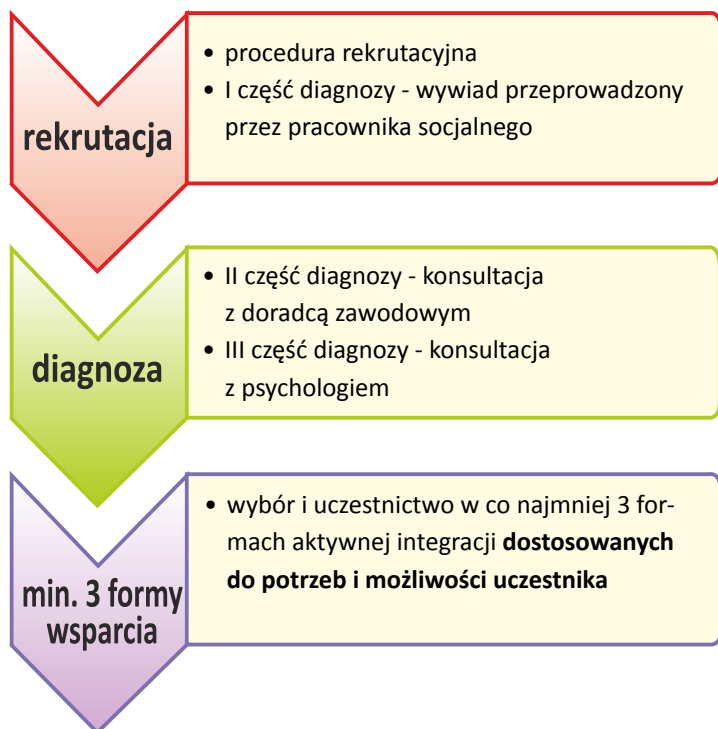 rekrutacja
• procedura rekrutacyjna
• I część diagnozy - wywiad przeprowadzony
przez pracownika socjalnego
diagnoza
• II część diagnozy - konsultacja
z doradcą zawodowym
• III część diagnozy - konsultacja
z psychologiem
min. 3 formy
wsparcia
• wybór i uczestnictwo w co najmniej 3 for-
mach aktywnej integracji dostosowanych
do potrzeb i możliwości uczestnika